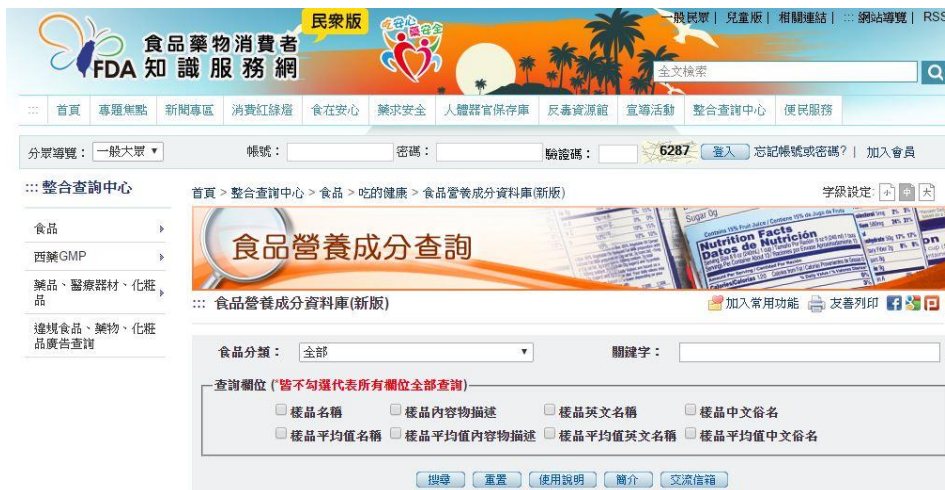 民眾版
吃安心
藥安全
一般民眾 | 兒童版 | 相關連結 | ::: 網站導覽 | RSS
食品藥物消費者
FDA 知識服務網
全文檢索
::: 首頁 專題焦點 新聞專區 消費紅綠燈 食在安心 藥求安全 人體器官保存庫 反毒資源館 宣導活動 整合查詢中心 便民服務
分眾導覽： 一般大眾 帳號： 密碼： 驗證碼： 6287 登入 忘記帳號或密碼? | 加入會員
::: 整合查詢中心
食品
西藥GMP
藥品、醫療器材、化粧
品
違規食品、藥物、化粧
品廣告查詢
首頁 > 整合查詢中心 > 食品 > 吃的健康 > 食品營養成分資料庫(新版) 字級設定: 小 中 大
食品營養成分查詢
Sugar 0g
Nutrition Facts
Datos de Nutrición
::: 食品營養成分資料庫(新版) 加入常用功能 友善列印
食品分類： 全部 關鍵字：
查詢欄位 (*皆不勾選代表所有欄位全部查詢)
樣品名稱 樣品內容物描述 樣品英文名稱 樣品中文俗名
樣品平均值名稱 樣品平均值內容物描述 樣品平均值英文名稱 樣品平均值中文俗名
搜尋 重置 使用說明 簡介 交流信箱